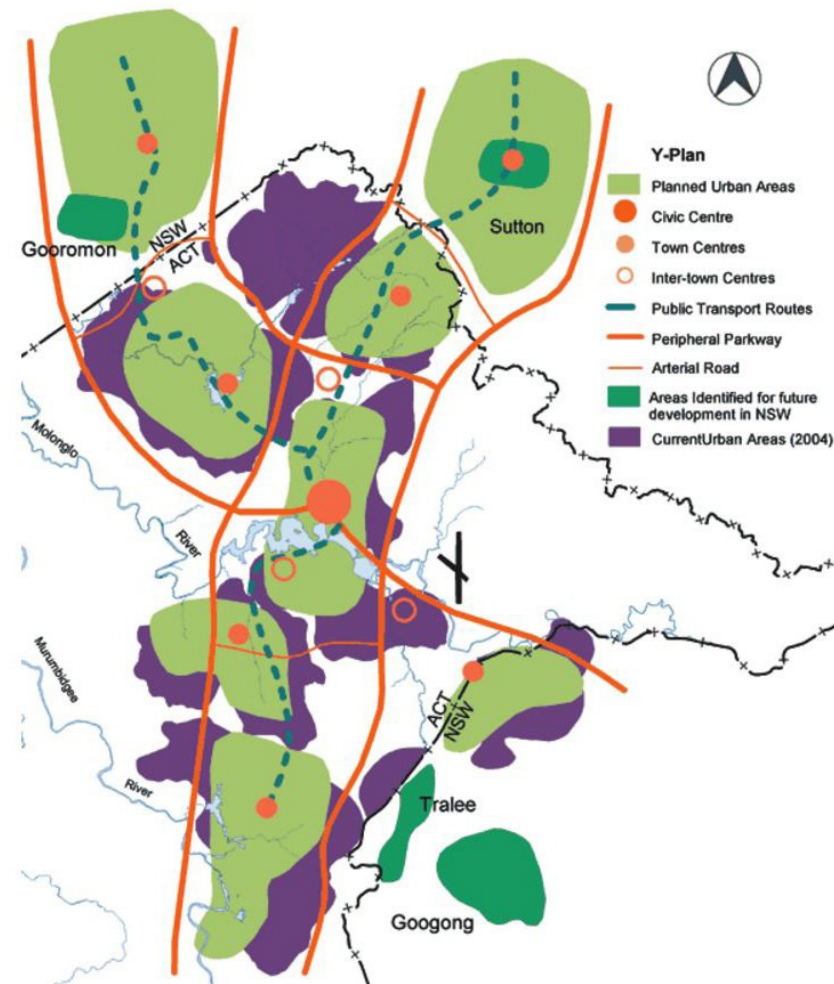 Y-Plan
Planned Urban Areas
Civic Centre
Town Centres
Inter-town Centres
Public Transport Routes
Peripheral Parkway
Arterial Road
Areas Identified for future
development in NSW
CurrentUrban Areas (2004)
Gooromon
NSW
ACT
Sutton
Molonglo
River
Murumbidgee
River
ACT
NSW
Tralee
Googong